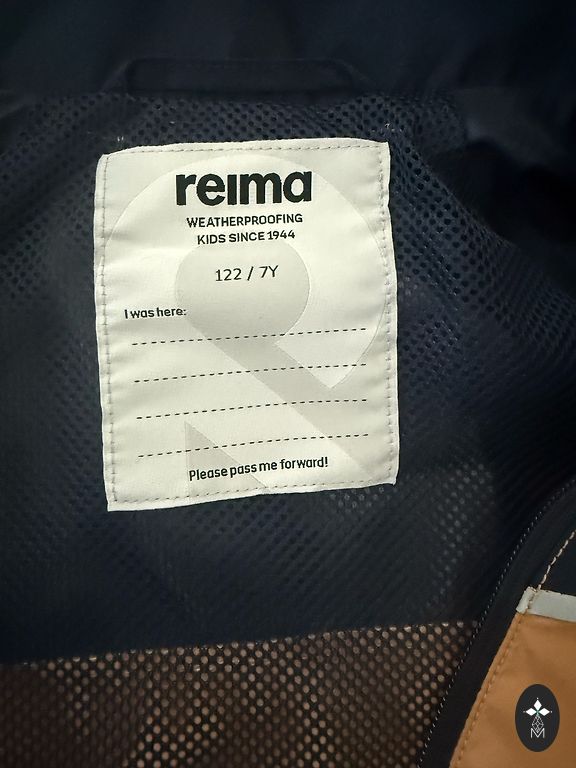 reima
WEATHERPROOFING
KIDS SINCE 1944
122 / 7Y
I was here:
Please pass me forward!
M